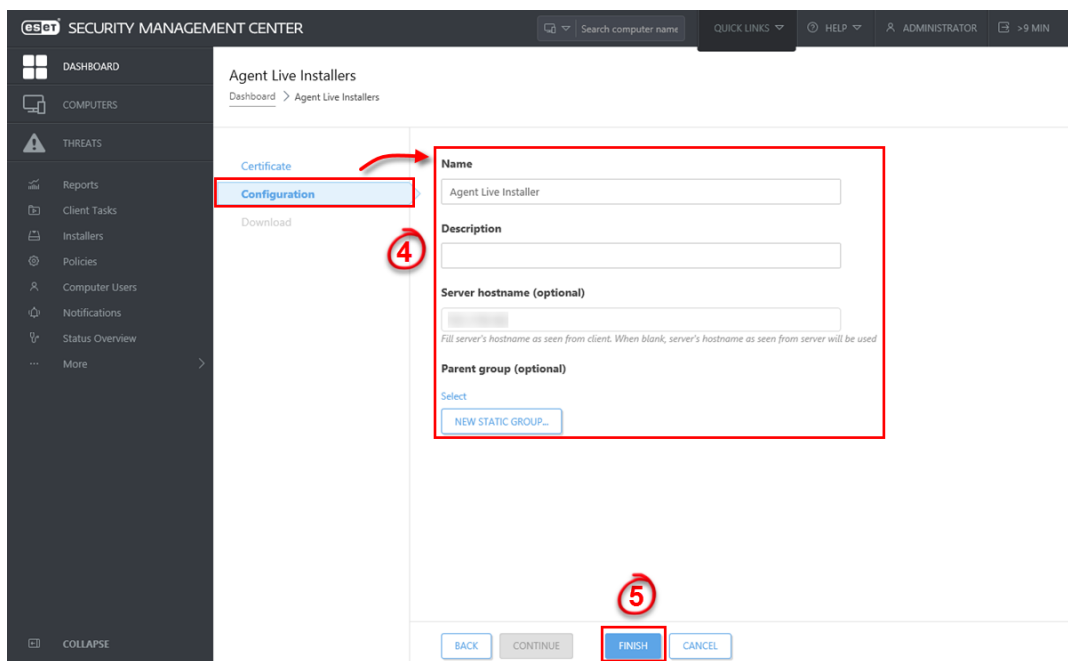 eseT SECURITY MANAGEMENT CENTER
Search computer name
QUICK LINKS
HELP
ADMINISTRATOR
>9 MIN
DASHBOARD
COMPUTERS
THREATS
Reports
Client Tasks
Installers
Policies
Computer Users
Notifications
Status Overview
More
COLLAPSE
Agent Live Installers
Dashboard > Agent Live Installers
Certificate
Configuration
Download
4
Name
Agent Live Installer
Description
Server hostname (optional)
Fill server's hostname as seen from client. When blank, server's hostname as seen from server will be used
Parent group (optional)
Select
NEW STATIC GROUP...
5
BACK
CONTINUE
FINISH
CANCEL